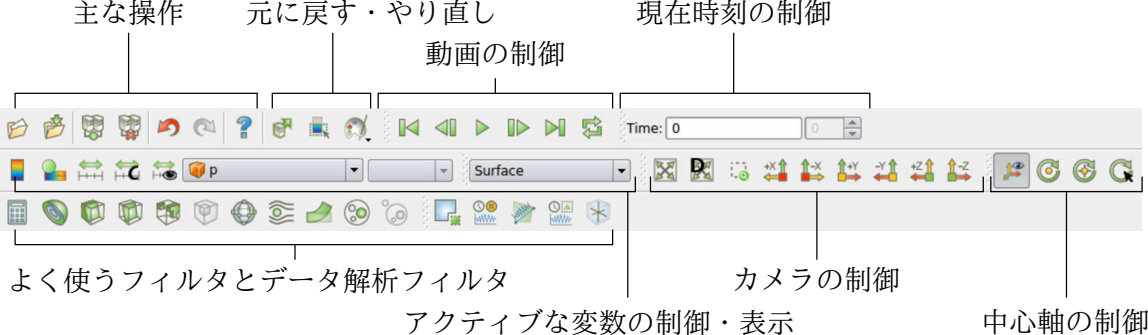 主な操作
元に戻す・やり直し
現在時刻の制御
動画の制御
?
Time: 0
0
C
p
Surface
D
+X
-X
+Y
-Y
+Z
-Z
A
よく使うフィルタとデータ解析フィルタ
カメラの制御
アクティブな変数の制御・表示
中心軸の制御